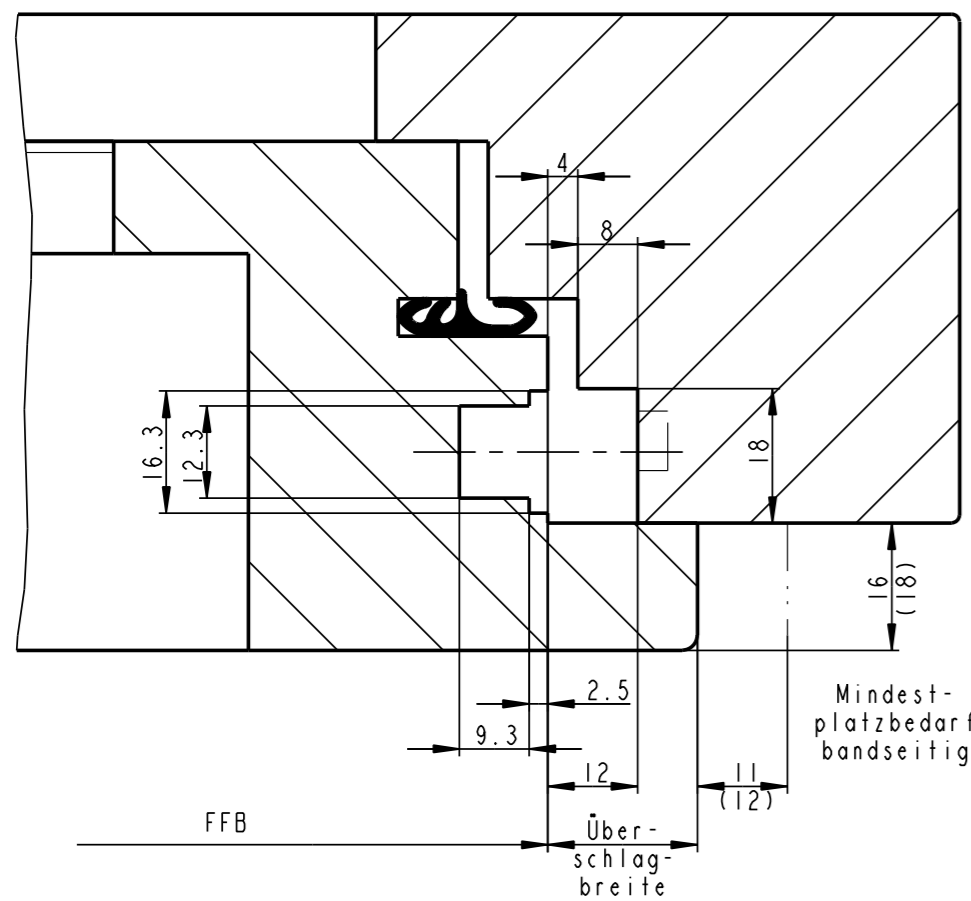 4
8
16.3
12.3
18
16
(18)
2.5
Mindest-
platzbedarf
bandseitig
9.3
12
11
(12)
FFB
Über-
schlag-
breite